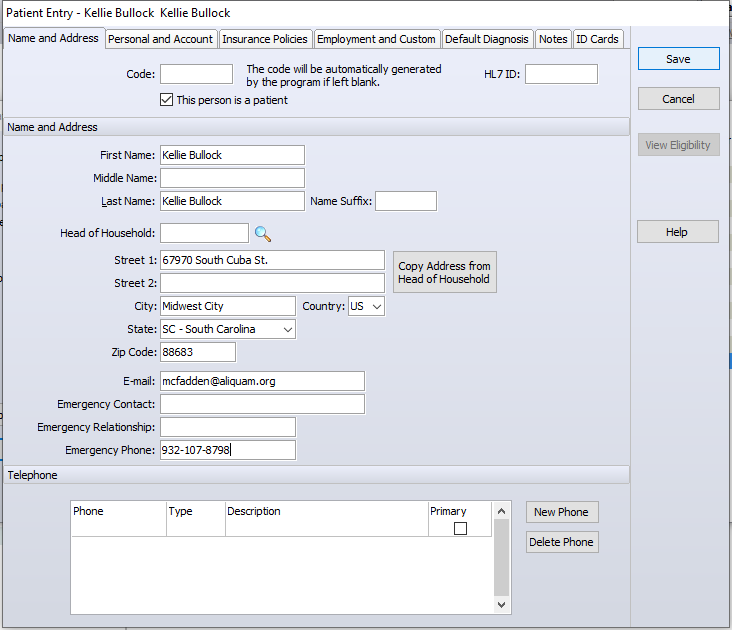 Patient Entry - Kellie Bullock  Kellie Bullock
Name and Address Personal and Account Insurance Policies Employment and Custom Default Diagnosis Notes ID Cards
Code: The code will be automatically generated by the program if left blank. HL7 ID:
This person is a patient
Save
Cancel
View Eligibility
Help
Name and Address
First Name: Kellie Bullock
Middle Name:
Last Name: Kellie Bullock Name Suffix:
Head of Household:
Street 1: 67970 South Cuba St.
Street 2:
Copy Address from
Head of Household
City: Midwest City Country: US
State: SC - South Carolina
Zip Code: 88683
E-mail: mcfadden@aliquam.org
Emergency Contact:
Emergency Relationship:
Emergency Phone: 932-107-8798
Telephone
Phone Type Description Primary
New Phone
Delete Phone